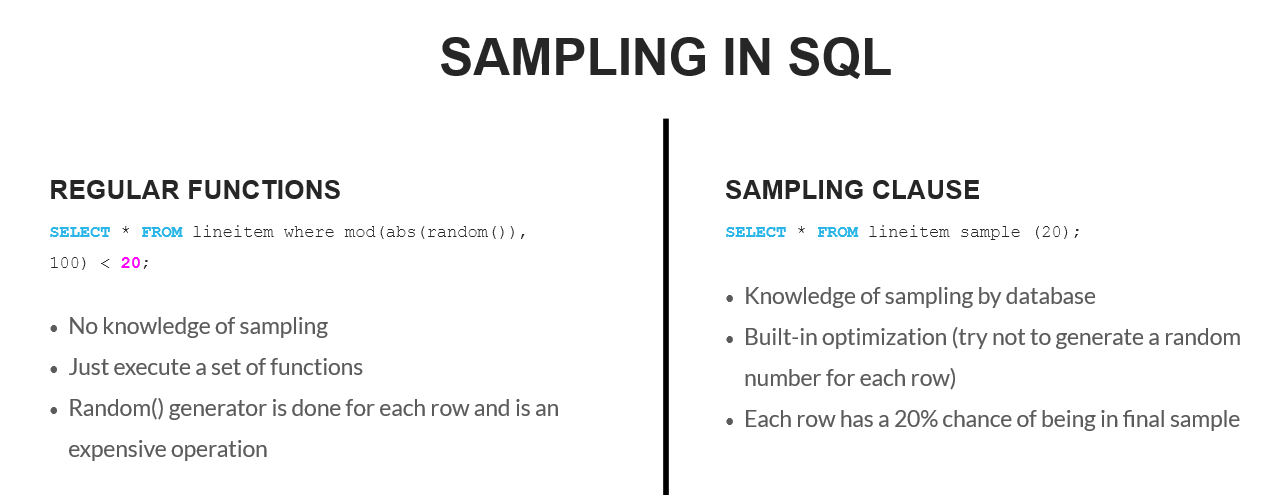 SAMPLING IN SQL
REGULAR FUNCTIONS
SELECT * FROM lineitem where mod(abs(random()),
100) < 20;
• No knowledge of sampling
• Just execute a set of functions
• Random() generator is done for each row and is an
expensive operation
SAMPLING CLAUSE
SELECT * FROM lineitem sample (20);
• Knowledge of sampling by database
• Built-in optimization (try not to generate a random
number for each row)
• Each row has a 20% chance of being in final sample